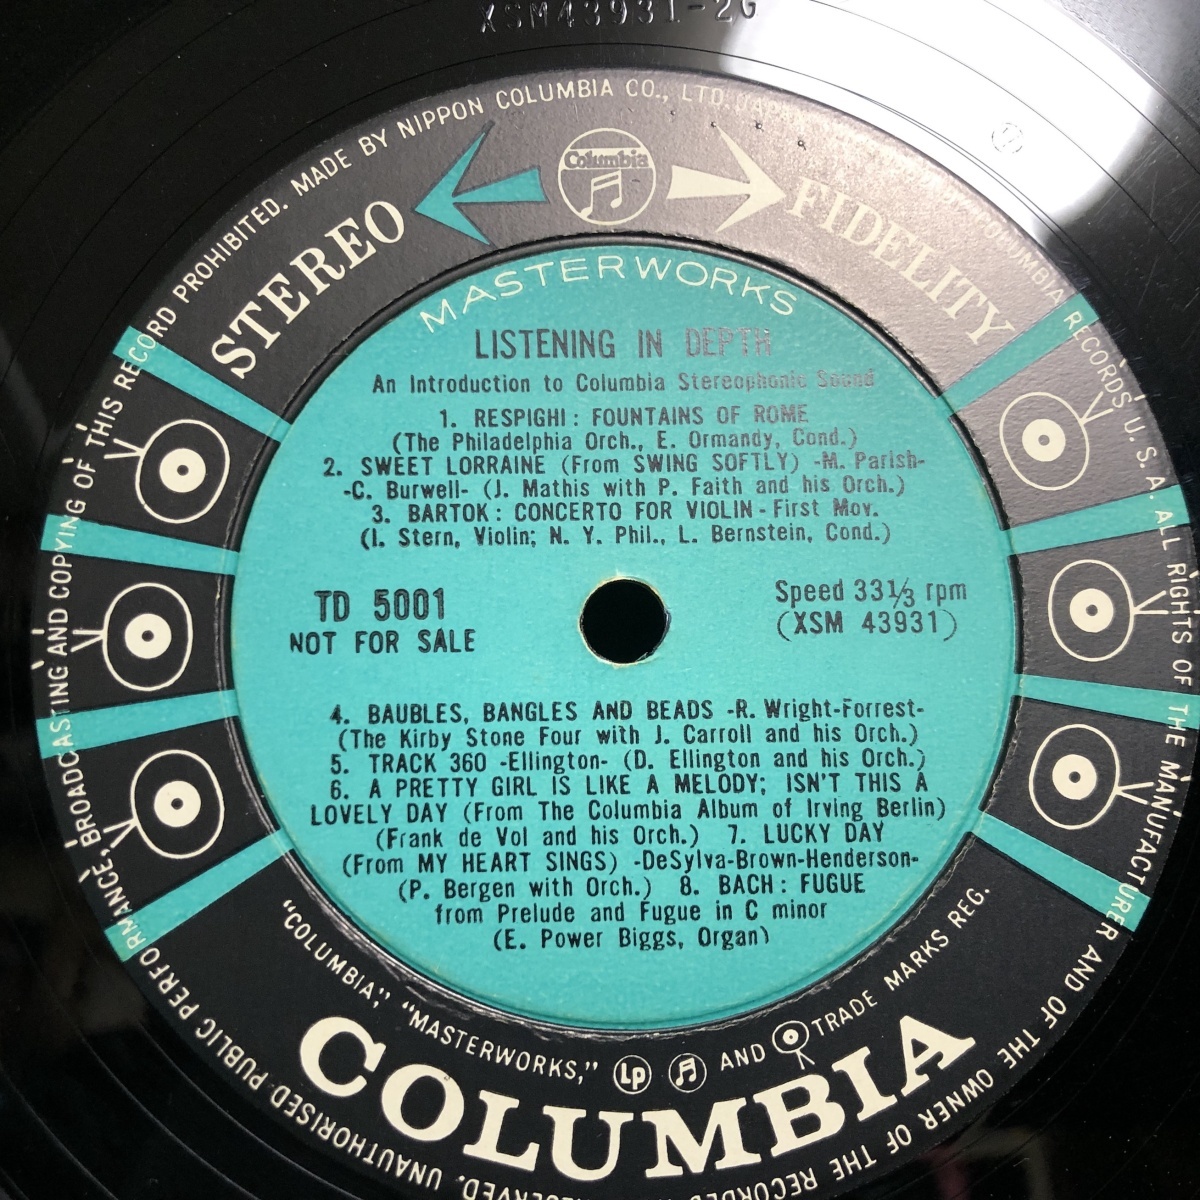 XSM43931-2G
MADE BY NIPPON COLUMBIA CO., LTD.
Columbia
STEREO FIDELITY
MASTERWORKS
LISTENING IN DEPTH
An Introduction to Columbia Stereophonic Sound
1. RESPIGHI: FOUNTAINS OF ROME
(The Philadelphia Orch., E. Ormandy, Cond.)
2. SWEET LORRAINE (From SWING SOFTLY) -M. Parish-
-C. Burwell- (J. Mathis with P. Faith and his Orch.)
3. BARTOK: CONCERTO FOR VIOLIN - First Mov.
(I. Stern, Violin; N. Y. Phil., L. Bernstein, Cond.)
TD 5001
NOT FOR SALE
Speed 33⅓ rpm
(XSM 43931)
4. BAUBLES, BANGLES AND BEADS -R. Wright-Forrest-
(The Kirby Stone Four with J. Carroll and his Orch.)
5. TRACK 360 -Ellington- (D. Ellington and his Orch.)
6. A PRETTY GIRL IS LIKE A MELODY; ISN'T THIS A
LOVELY DAY (From The Columbia Album of Irving Berlin)
(Frank de Vol and his Orch.) 7. LUCKY DAY
(From MY HEART SINGS) -DeSylva-Brown-Henderson-
(P. Bergen with Orch.) 8. BACH: FUGUE
from Prelude and Fugue in C minor
(E. Power Biggs, Organ)
"COLUMBIA," "MASTERWORKS," Lp AND TRADE MARKS REG.
COLUMBIA
COLUMBIA RECORDS U. S. A. ALL RIGHTS OF THE MANUFACTURER AND OF THE OWNER OF THE RECORDED
UNAUTHORISED PUBLIC PERFORMANCE, BROADCASTING AND COPYING OF THIS RECORD PROHIBITED.